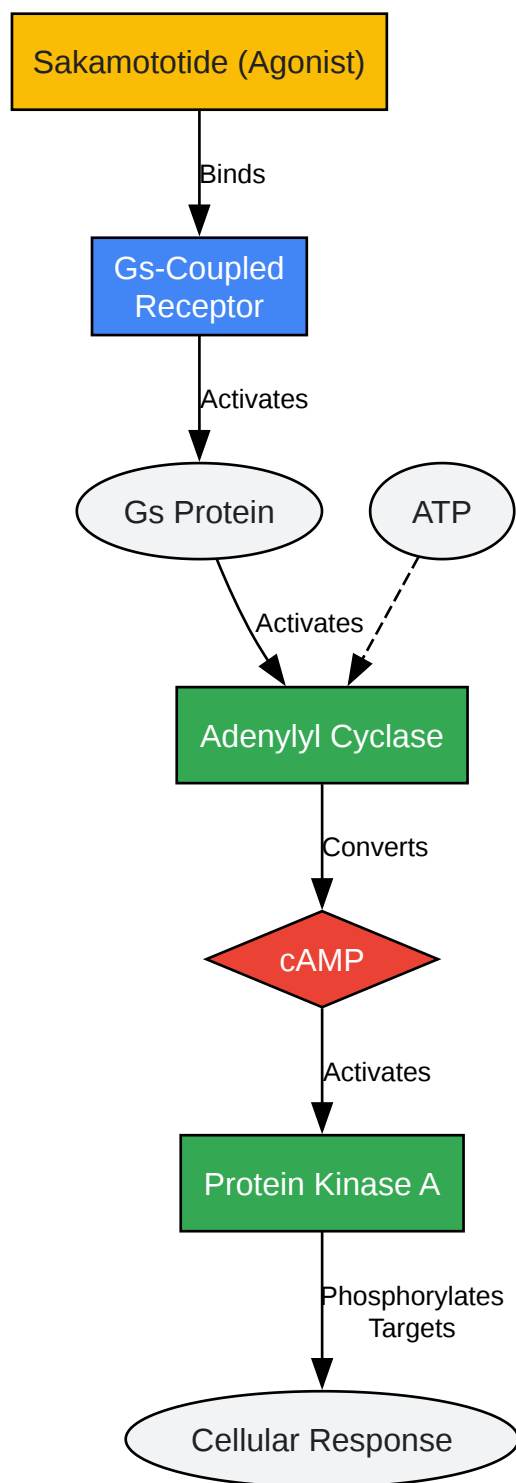 Sakamototide (Agonist)
Binds
Gs-Coupled
Receptor
Activates
Gs Protein
ATP
Activates
Adenylyl Cyclase
Converts
cAMP
Activates
Protein Kinase A
Phosphorylates
Targets
Cellular Response